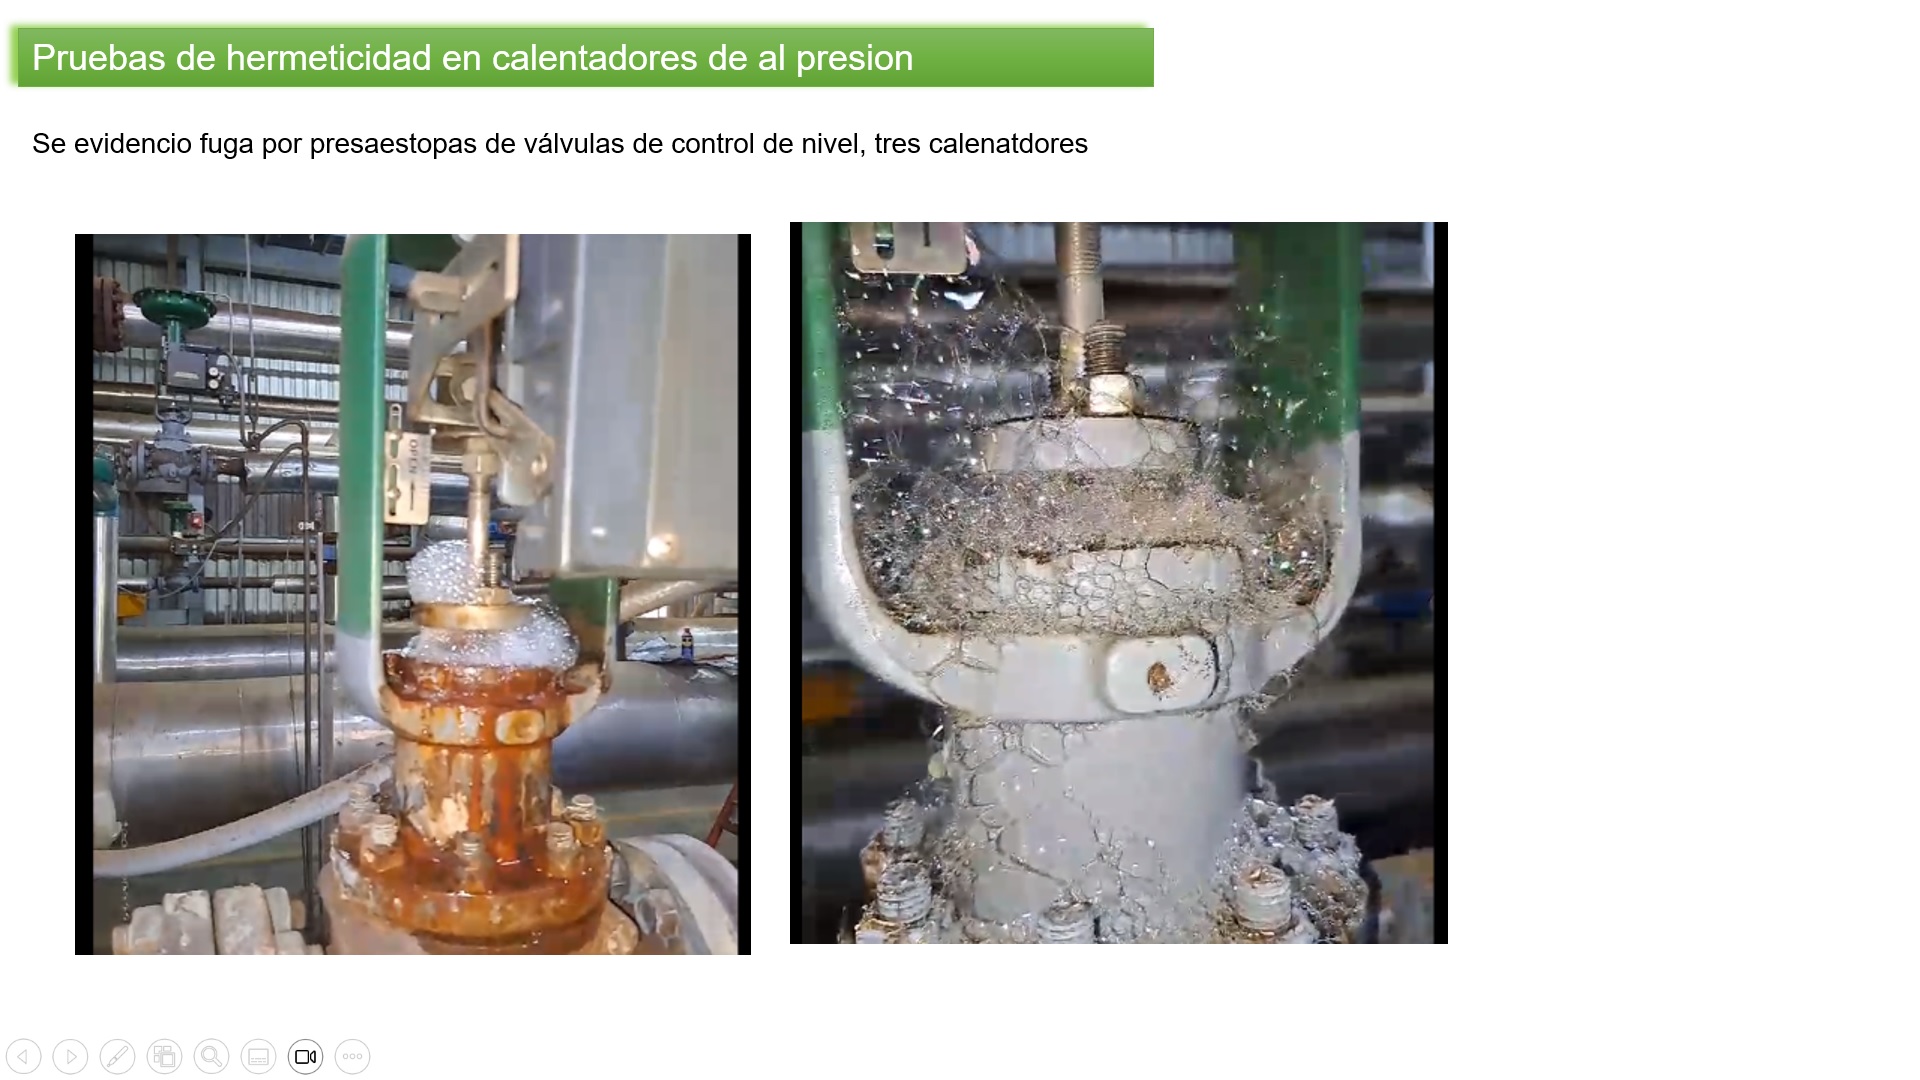 Pruebas de hermeticidad en calentadores de al presion
Se evidencio fuga por presaestopas de válvulas de control de nivel, tres calenatdores
OPEN